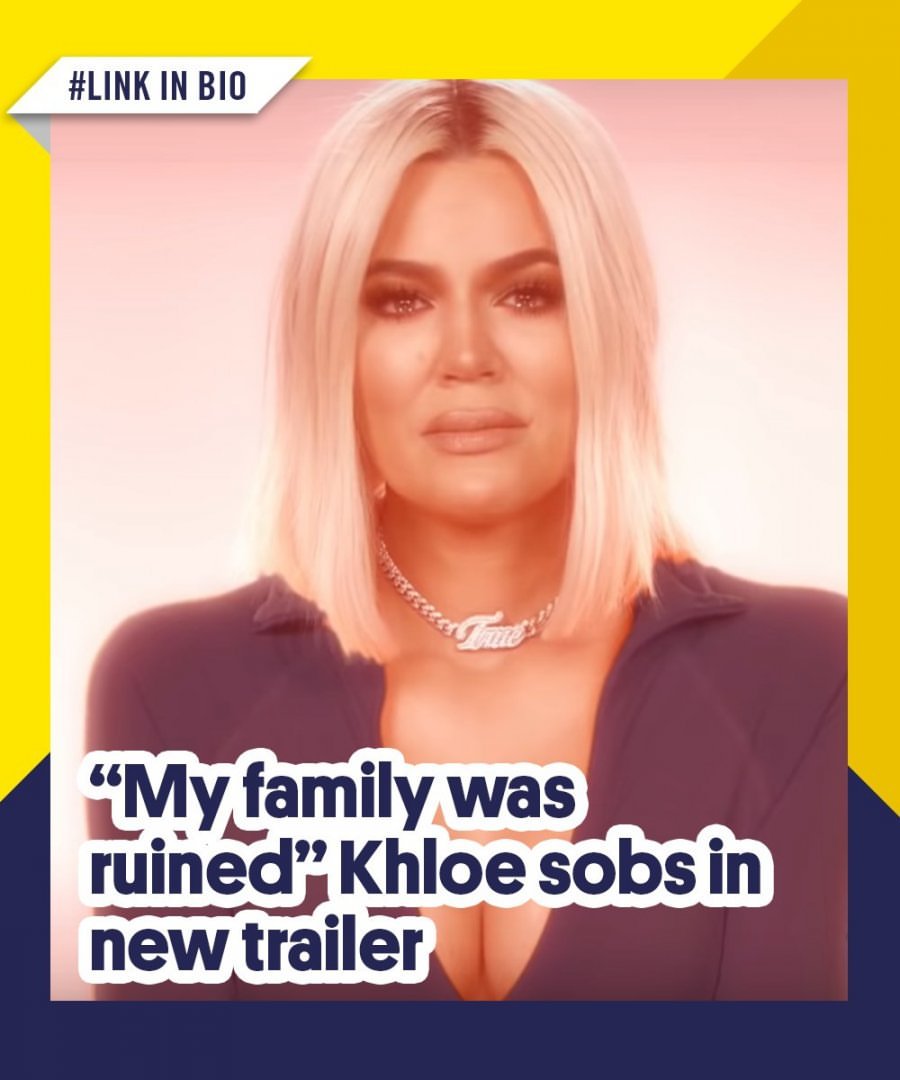 #LINK IN BIO
True
“My family was
ruined” Khloe sobs in
new trailer